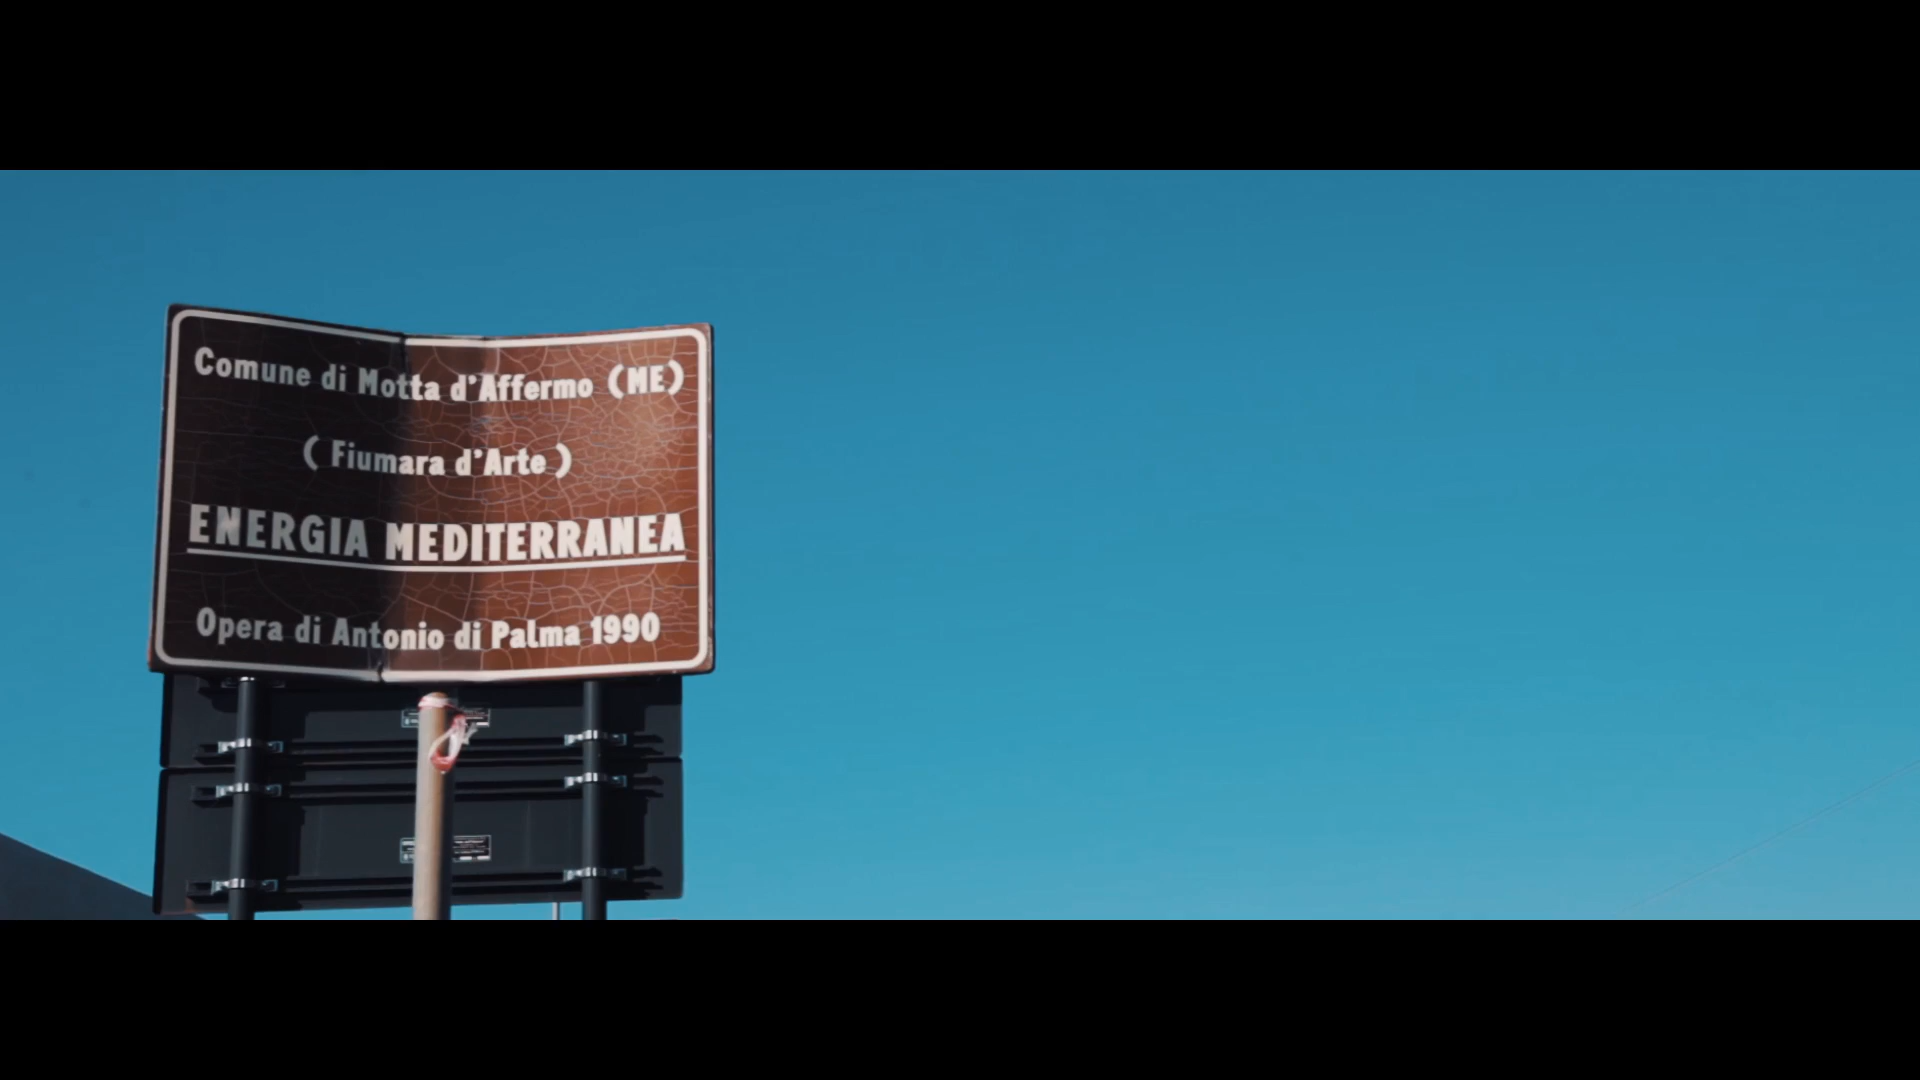 Comune di Motta d'Affermo (ME)
( Fiumara d'Arte )
ENERGIA MEDITERRANEA
Opera di Antonio di Palma 1990